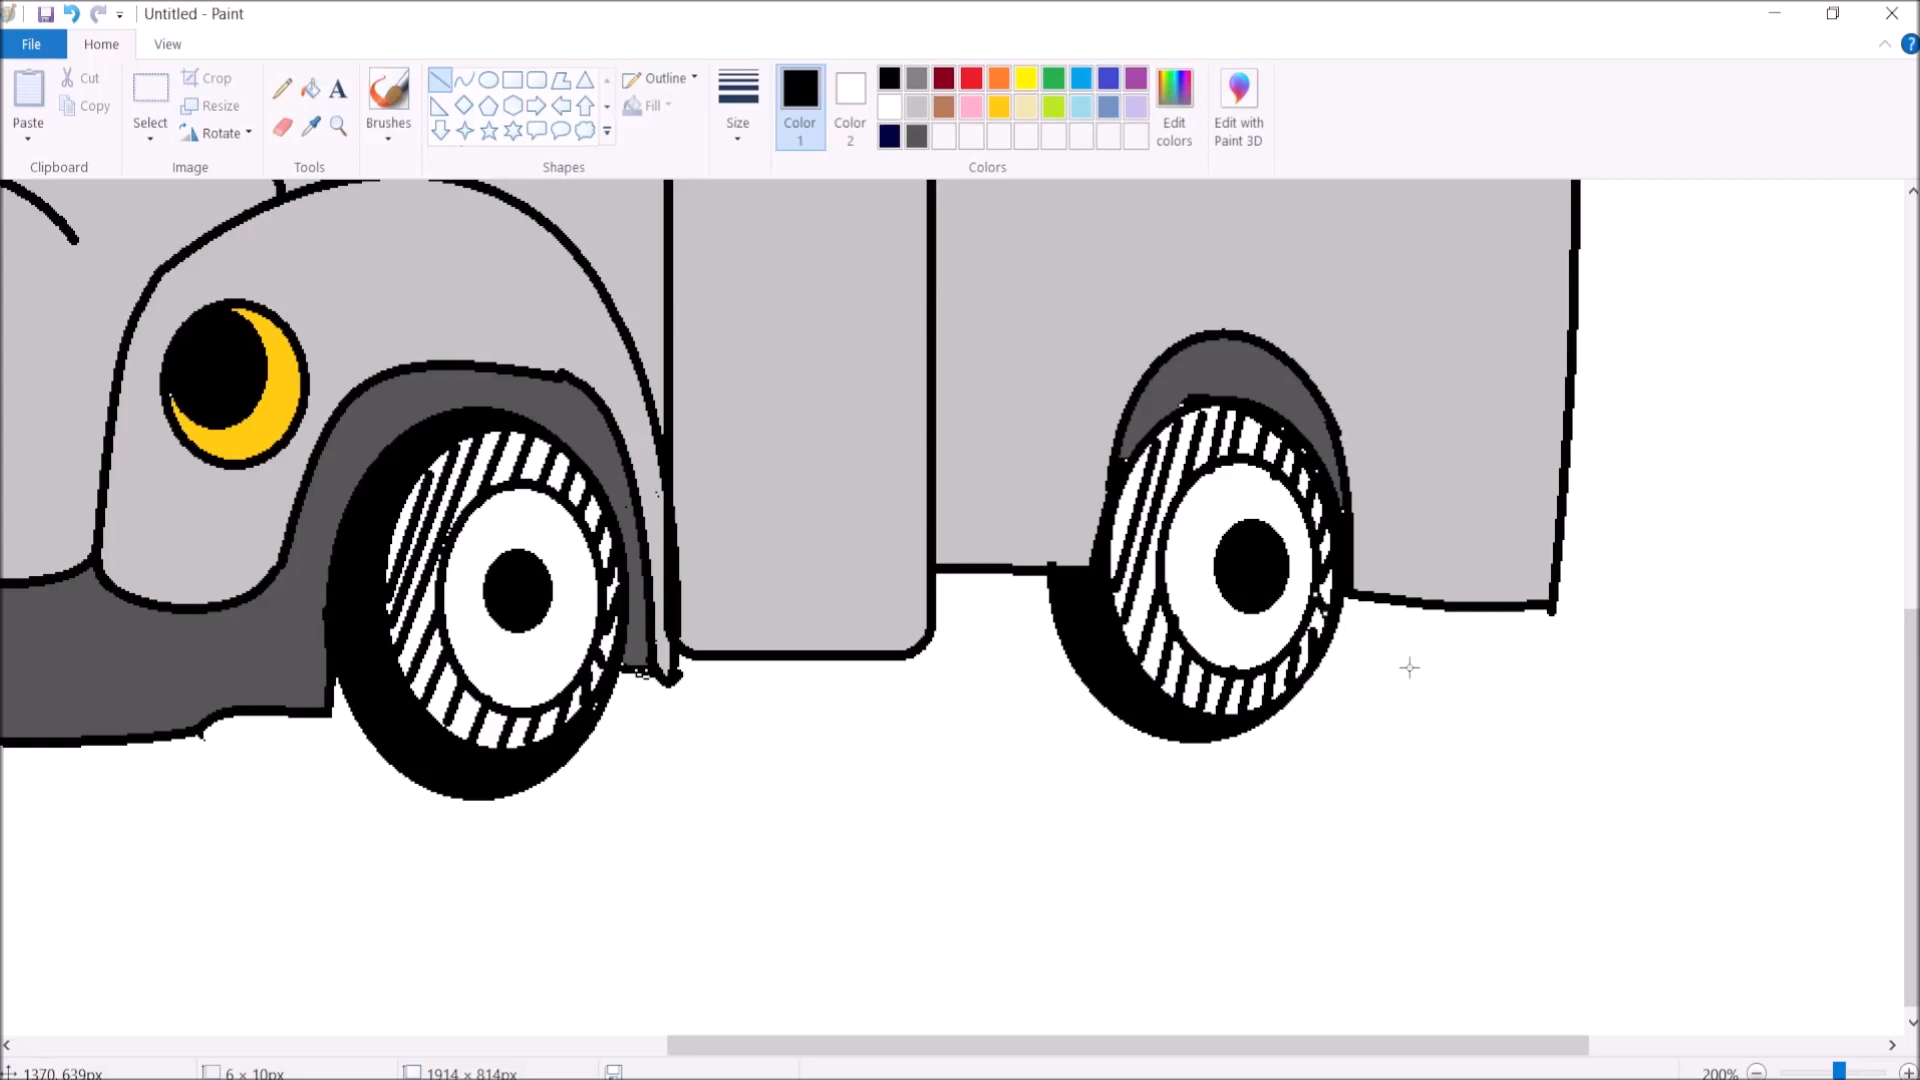 Untitled - Paint
File Home View
Paste
Cut
Copy
Clipboard
Select
Crop
Resize
Rotate
Image
A
Tools
Brushes
Outline
Fill
Shapes
Size
Color 1
Color 2
Edit colors
Colors
Edit with Paint 3D
?
1370, 639px 6 × 10px 1914 × 814px 200%